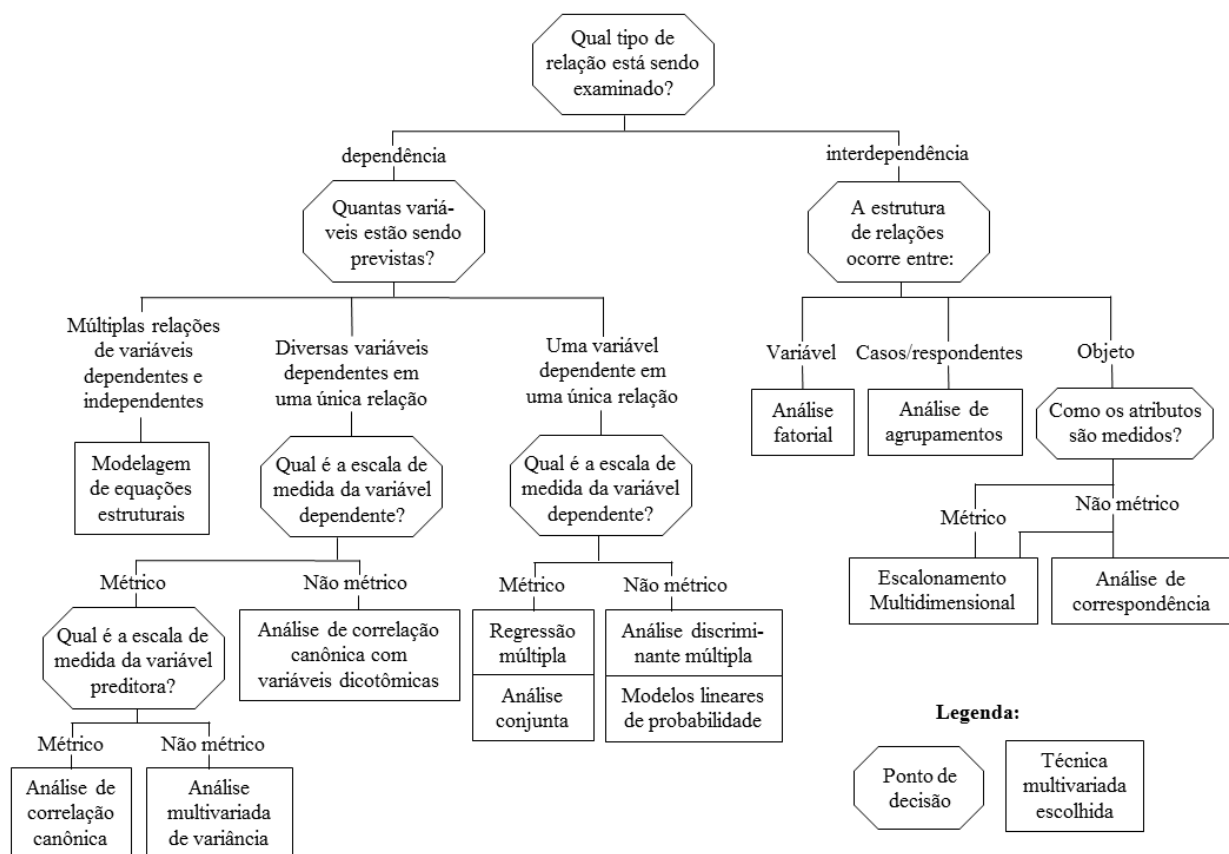 Qual tipo de
relação está sendo
examinado?
dependência
interdependência
Quantas variá-
veis estão sendo
previstas?
A estrutura
de relações
ocorre entre:
Múltiplas relações
de variáveis
dependentes e
independentes
Diversas variáveis
dependentes em
uma única relação
Uma variável
dependente em
uma única relação
Variável
Casos/respondentes
Objeto
Modelagem
de equações
estruturais
Qual é a escala de
medida da variável
dependente?
Qual é a escala de
medida da variável
dependente?
Análise
fatorial
Análise de
agrupamentos
Como os atributos
são medidos?
Métrico
Não métrico
Métrico
Não métrico
Métrico
Não métrico
Qual é a escala de
medida da variável
preditora?
Análise de correlação
canônica com
variáveis dicotômicas
Regressão
múltipla
Análise
conjunta
Análise discrimi-
nante múltipla
Modelos lineares
de probabilidade
Escalonamento
Multidimensional
Análise de
correspondência
Métrico
Não métrico
Análise de
correlação
canônica
Análise
multivariada
de variância
Legenda:
Ponto de
decisão
Técnica
multivariada
escolhida